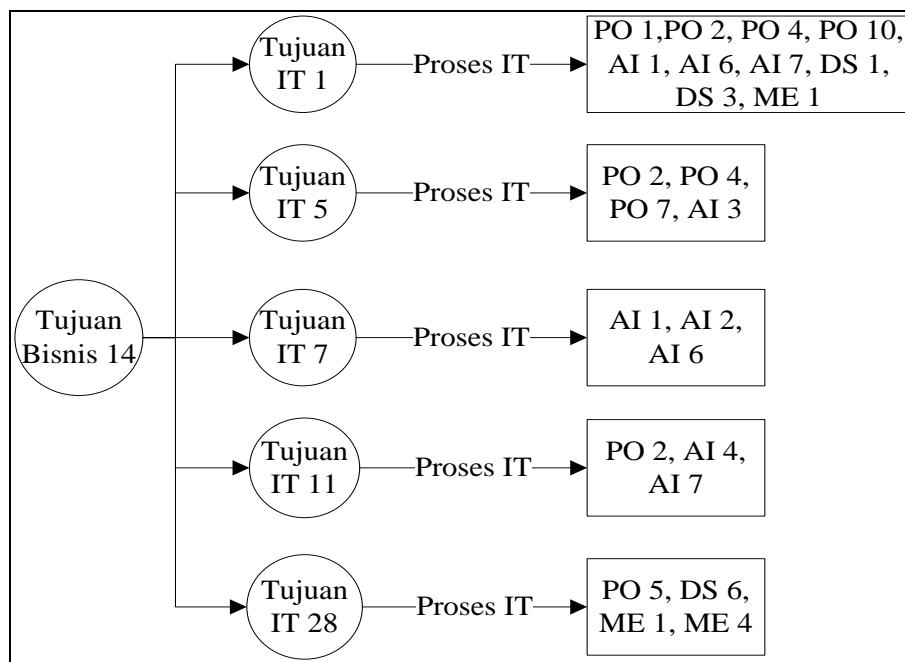 Tujuan
IT 1
Proses IT
PO 1,PO 2, PO 4, PO 10,
AI 1, AI 6, AI 7, DS 1,
DS 3, ME 1
Tujuan
IT 5
Proses IT
PO 2, PO 4,
PO 7, AI 3
Tujuan
Bisnis 14
Tujuan
IT 7
Proses IT
AI 1, AI 2,
AI 6
Tujuan
IT 11
Proses IT
PO 2, AI 4,
AI 7
Tujuan
IT 28
Proses IT
PO 5, DS 6,
ME 1, ME 4